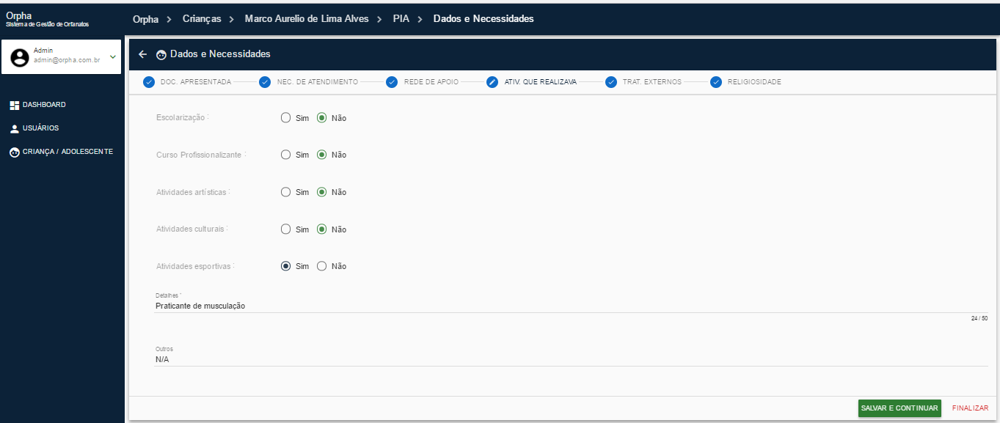 Orpha
Sistema de Gestão de Orfanatos
Orpha > Crianças > Marco Aurelio de Lima Alves > PIA > Dados e Necessidades
Admin
admin@orpha.com.br
DASHBOARD
USUÁRIOS
CRIANÇA / ADOLESCENTE
Dados e Necessidades
DOC. APRESENTADA NEC. DE ATENDIMENTO REDE DE APOIO ATIV. QUE REALIZAVA TRAT. EXTERNOS RELIGIOSIDADE
Escolarização : Sim Não
Curso Profissionalizante : Sim Não
Atividades artísticas : Sim Não
Atividades culturais : Sim Não
Atividades esportivas : Sim Não
Detalhes *
Praticante de musculação
24 / 50
Outros
N/A
SALVAR E CONTINUAR FINALIZAR